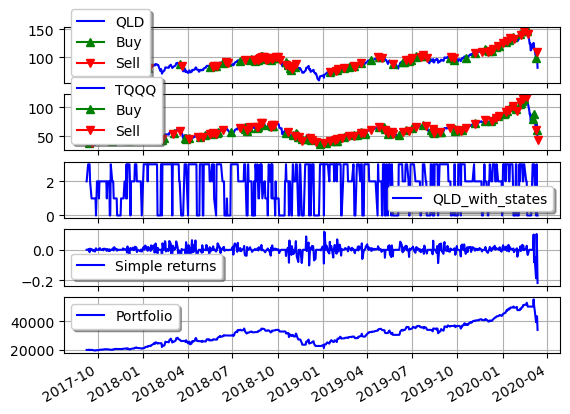 150
QLD
Buy
100
Sell
TQQQ
100
Buy
50
Sell
2
QLD_with_states
0
0.0
Simple returns
−0.2
Portfolio
40000
20000
2017-10
2018-01
2018-04
2018-07
2018-10
2019-01
2019-04
2019-07
2019-10
2020-01
2020-04